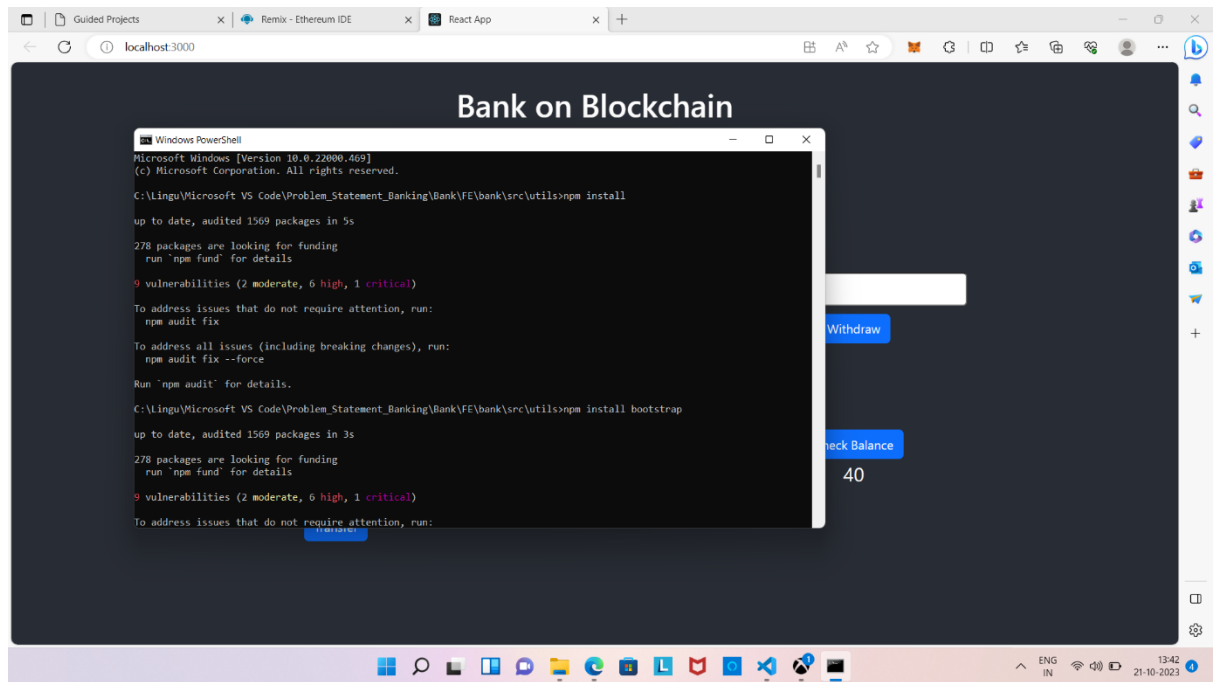 Guided Projects
Remix - Ethereum IDE
React App
localhost:3000
Bank on Blockchain
Windows PowerShell
Microsoft Windows [Version 10.0.22000.469]
(c) Microsoft Corporation. All rights reserved.
C:\Lingu\Microsoft VS Code\Problem_Statement_Banking\Bank\FE\bank\src\utils>npm install
up to date, audited 1569 packages in 5s
278 packages are looking for funding
run `npm fund` for details
9 vulnerabilities (2 moderate, 6 high, 1 critical)
To address issues that do not require attention, run:
npm audit fix
To address all issues (including breaking changes), run:
npm audit fix --force
Run `npm audit` for details.
C:\Lingu\Microsoft VS Code\Problem_Statement_Banking\Bank\FE\bank\src\utils>npm install bootstrap
up to date, audited 1569 packages in 3s
278 packages are looking for funding
run `npm fund` for details
9 vulnerabilities (2 moderate, 6 high, 1 critical)
To address issues that do not require attention, run:
Withdraw
heck Balance
40
Transfer
ENG
IN
13:42
21-10-2023
4